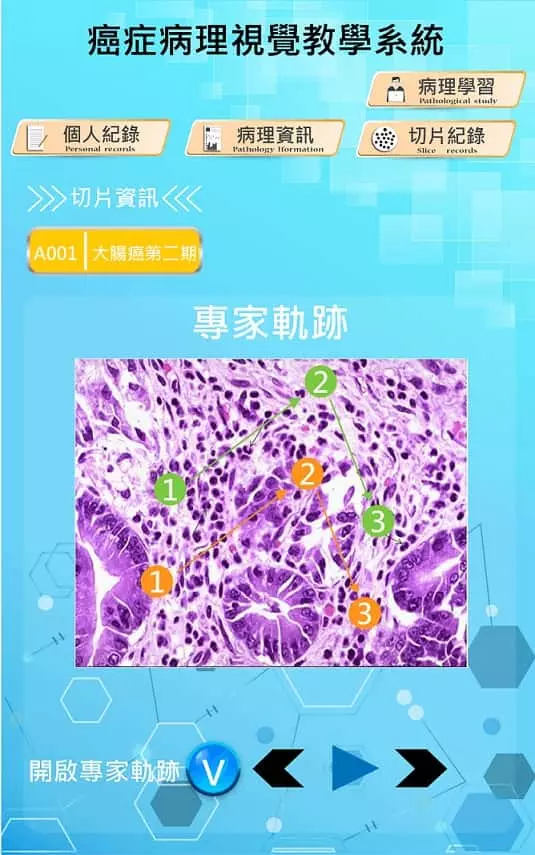 癌症病理視覺教學系統
病理學習
Pathological study
個人紀錄
Personal records
病理資訊
Pathology Iformation
切片紀錄
Slice records
切片資訊
A001 大腸癌第二期
專家軌跡
2
1
2
3
1
3
開啟專家軌跡 V